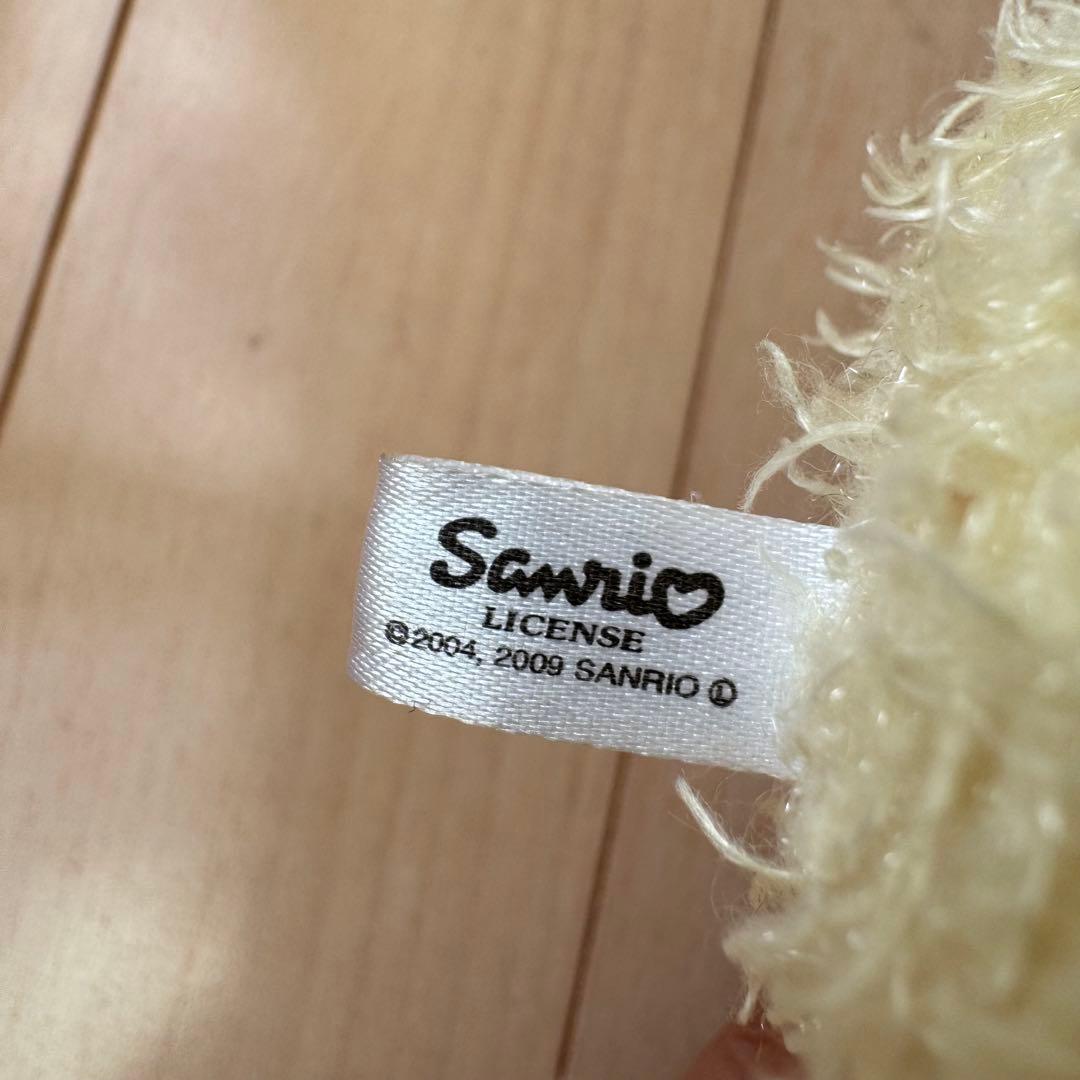 Sanrio
LICENSE
©2004, 2009 SANRIO Ⓛ